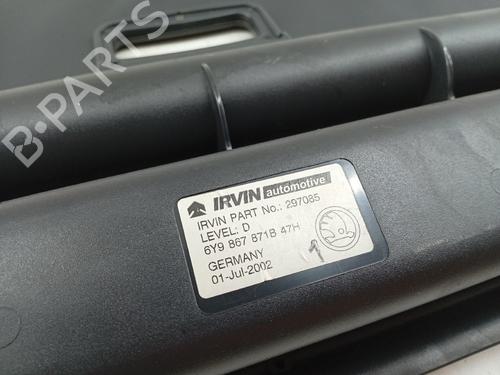 B-PARTS
IRVIN automotive
IRVIN PART No.: 297085
LEVEL: D
6Y9 867 871B 47H
GERMANY
01-Jul-2002